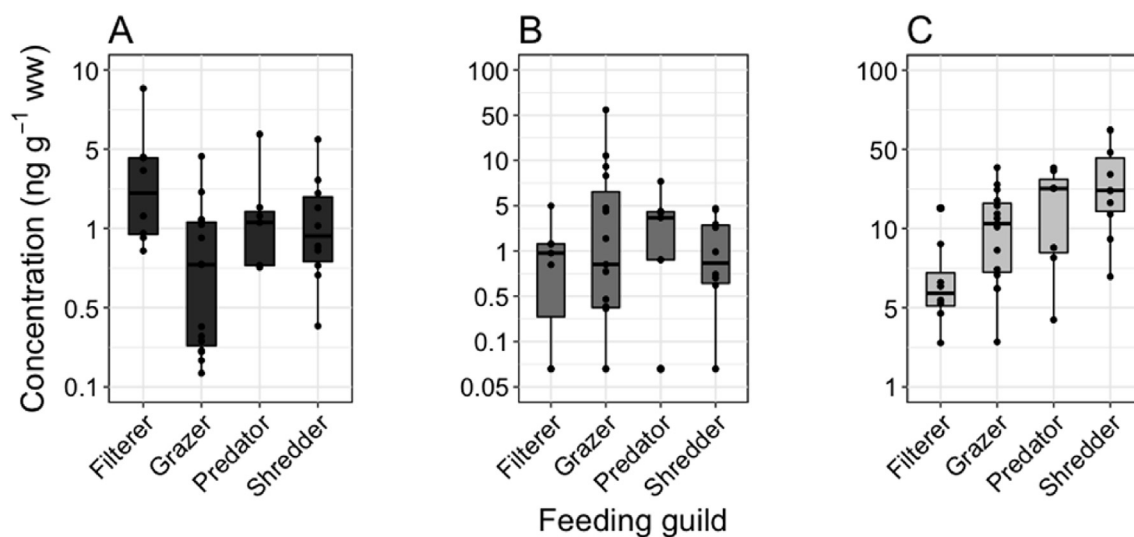 A
B
C
Concentration (ng g⁻¹ ww)
10
5
1
0.5
0.1
100
50
10
5
1
0.5
0.1
0.05
100
50
10
5
1
Filterer
Grazer
Predator
Shredder
Filterer
Grazer
Predator
Shredder
Filterer
Grazer
Predator
Shredder
Feeding guild